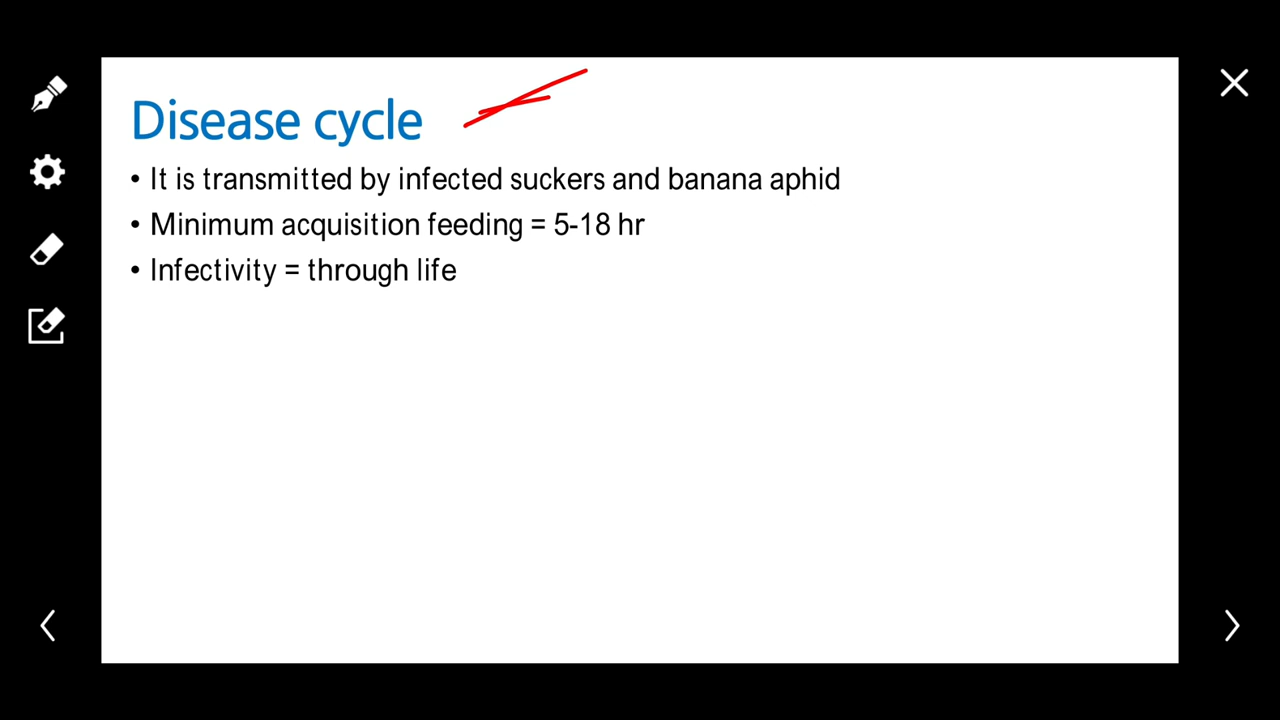 Disease cycle
• It is transmitted by infected suckers and banana aphid
• Minimum acquisition feeding = 5-18 hr
• Infectivity = through life